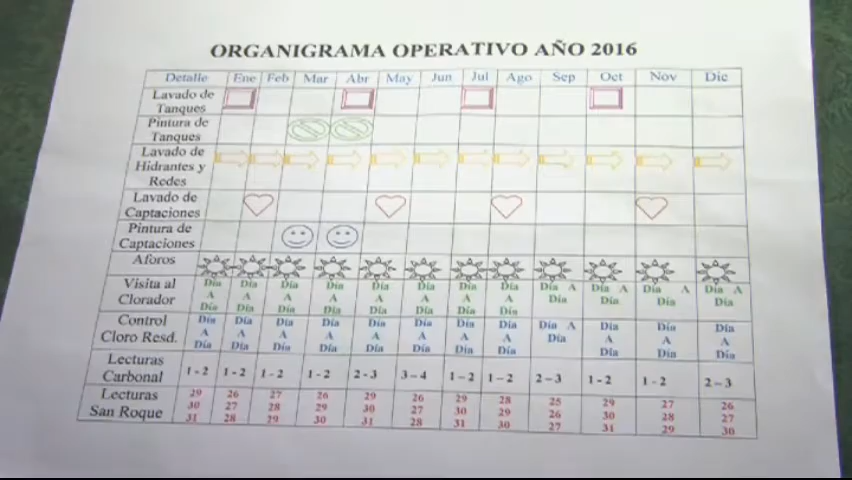 ORGANIGRAMA OPERATIVO AÑO 2016
Detalle Ene Feb Mar Abr May Jun Jul Ago Sep Oct Nov Dic
Lavado de
Tanques
Pintura de
Tanques
Lavado de
Hidrantes y
Redes
Lavado de
Captaciones
Pintura de
Captaciones
Aforos
Visita al
Clorador
Día Día Día Día Día Día Día Día Día A Día A Día A Día A
A A A A A A A A Día Día Día Día
Día Día Día Día Día Día Día Día
Control
Cloro Resd.
Día Día Día Día Día Día Día Día Día A Día Día Día
A A A A A A A A Día A A A
Día Día Día Día Día Día Día Día Día Día Día
Lecturas
Carbonal
1 - 2 1 - 2 1 - 2 1 - 2 2 - 3 3 – 4 1 – 2 1 – 2 2 – 3 1 - 2 1 - 2 2 – 3
Lecturas
San Roque
29 26 27 26 29 26 29 28 25 29 27 26
30 27 28 29 30 27 30 29 26 30 28 27
31 28 29 30 31 28 31 30 27 31 29 30